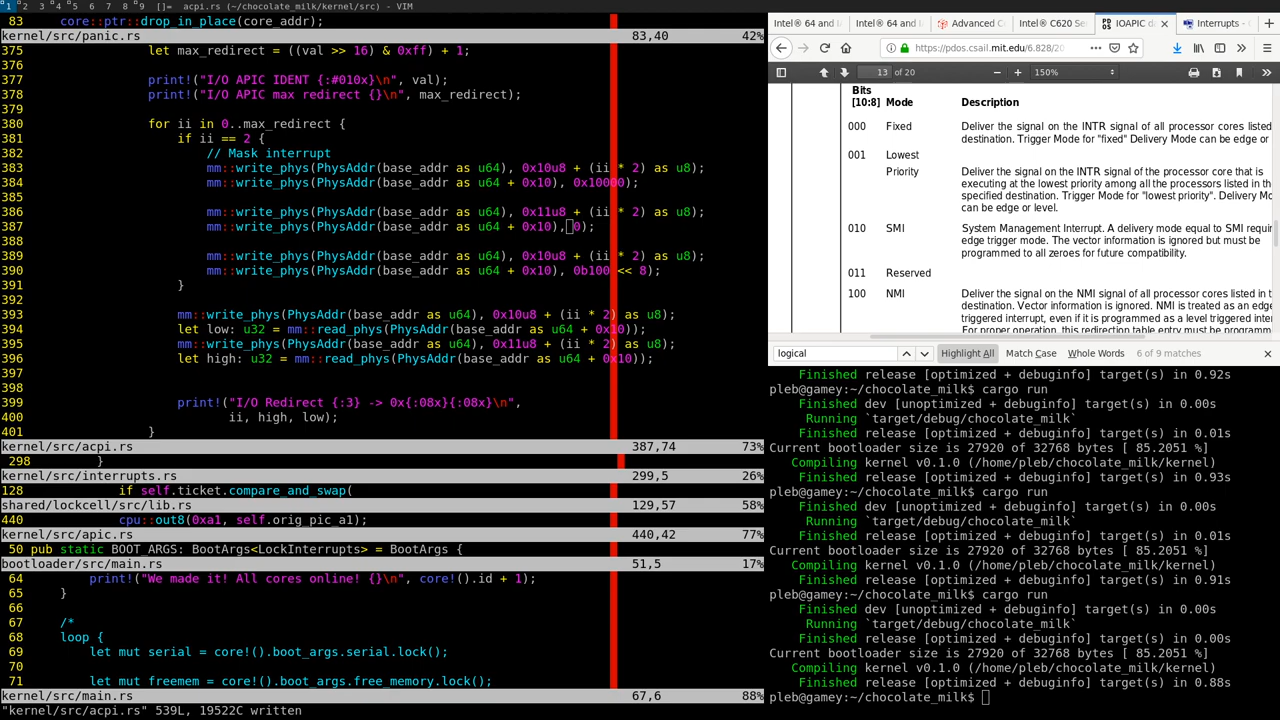 1 2 3 4 5 6 7 8 9 []= acpi.rs (~/chocolate_milk/kernel/src) - VIM
83 core::ptr::drop_in_place(core_addr);
kernel/src/panic.rs 83,40 42%
375 let max_redirect = ((val >> 16) & 0xff) + 1;
376
377 print!("I/O APIC IDENT {:#010x}\n", val);
378 print!("I/O APIC max redirect {}\n", max_redirect);
379
380 for ii in 0..max_redirect {
381 if ii == 2 {
382 // Mask interrupt
383 mm::write_phys(PhysAddr(base_addr as u64), 0x10u8 + (ii * 2) as u8);
384 mm::write_phys(PhysAddr(base_addr as u64 + 0x10), 0x10000);
385
386 mm::write_phys(PhysAddr(base_addr as u64), 0x11u8 + (ii * 2) as u8);
387 mm::write_phys(PhysAddr(base_addr as u64 + 0x10), 0);
388
389 mm::write_phys(PhysAddr(base_addr as u64), 0x10u8 + (ii * 2) as u8);
390 mm::write_phys(PhysAddr(base_addr as u64 + 0x10), 0b100 << 8);
391 }
392
393 mm::write_phys(PhysAddr(base_addr as u64), 0x10u8 + (ii * 2) as u8);
394 let low: u32 = mm::read_phys(PhysAddr(base_addr as u64 + 0x10));
395 mm::write_phys(PhysAddr(base_addr as u64), 0x11u8 + (ii * 2) as u8);
396 let high: u32 = mm::read_phys(PhysAddr(base_addr as u64 + 0x10));
397
398
399 print!("I/O Redirect {:3} -> 0x{:08x}{:08x}\n",
400 ii, high, low);
401 }
kernel/src/acpi.rs 387,74 73%
298 }
kernel/src/interrupts.rs 299,5 26%
128 if self.ticket.compare_and_swap(
shared/lockcell/src/lib.rs 129,57 58%
440 cpu::out8(0xa1, self.orig_pic_a1);
kernel/src/apic.rs 440,42 77%
50 pub static BOOT_ARGS: BootArgs<LockInterrupts> = BootArgs {
bootloader/src/main.rs 51,5 17%
64 print!("We made it! All cores online! {}\n", core!().id + 1);
65 }
66
67 /*
68 loop {
69 let mut serial = core!().boot_args.serial.lock();
70
71 let mut freemem = core!().boot_args.free_memory.lock();
kernel/src/main.rs 67,6 88%
"kernel/src/acpi.rs" 539L, 19522C written
Intel® 64 and I Intel® 64 and I Advanced C Intel® C620 Se IOAPIC d Interrupts -
https://pdos.csail.mit.edu/6.828/20
13 of 20 150%
Bits
[10:8] Mode Description
000 Fixed Deliver the signal on the INTR signal of all processor cores listed
destination. Trigger Mode for "fixed" Delivery Mode can be edge or
001 Lowest
Priority Deliver the signal on the INTR signal of the processor core that is
executing at the lowest priority among all the processors listed in th
specified destination. Trigger Mode for "lowest priority". Delivery Mo
can be edge or level.
010 SMI System Management Interrupt. A delivery mode equal to SMI requir
edge trigger mode. The vector information is ignored but must be
programmed to all zeroes for future compatibility.
011 Reserved
100 NMI Deliver the signal on the NMI signal of all processor cores listed in t
destination. Vector information is ignored. NMI is treated as an edge
triggered interrupt, even if it is programmed as a level triggered inte
For proper operation, this redirection table entry must be programm
logical Highlight All Match Case Whole Words 6 of 9 matches
Finished release [optimized + debuginfo] target(s) in 0.92s
pleb@gamey:~/chocolate_milk$ cargo run
Finished dev [unoptimized + debuginfo] target(s) in 0.00s
Running `target/debug/chocolate_milk`
Finished release [optimized + debuginfo] target(s) in 0.01s
Current bootloader size is 27920 of 32768 bytes [ 85.2051 %]
Compiling kernel v0.1.0 (/home/pleb/chocolate_milk/kernel)
Finished release [optimized + debuginfo] target(s) in 0.93s
pleb@gamey:~/chocolate_milk$ cargo run
Finished dev [unoptimized + debuginfo] target(s) in 0.00s
Running `target/debug/chocolate_milk`
Finished release [optimized + debuginfo] target(s) in 0.01s
Current bootloader size is 27920 of 32768 bytes [ 85.2051 %]
Compiling kernel v0.1.0 (/home/pleb/chocolate_milk/kernel)
Finished release [optimized + debuginfo] target(s) in 0.91s
pleb@gamey:~/chocolate_milk$ cargo run
Finished dev [unoptimized + debuginfo] target(s) in 0.00s
Running `target/debug/chocolate_milk`
Finished release [optimized + debuginfo] target(s) in 0.00s
Current bootloader size is 27920 of 32768 bytes [ 85.2051 %]
Compiling kernel v0.1.0 (/home/pleb/chocolate_milk/kernel)
Finished release [optimized + debuginfo] target(s) in 0.88s
pleb@gamey:~/chocolate_milk$